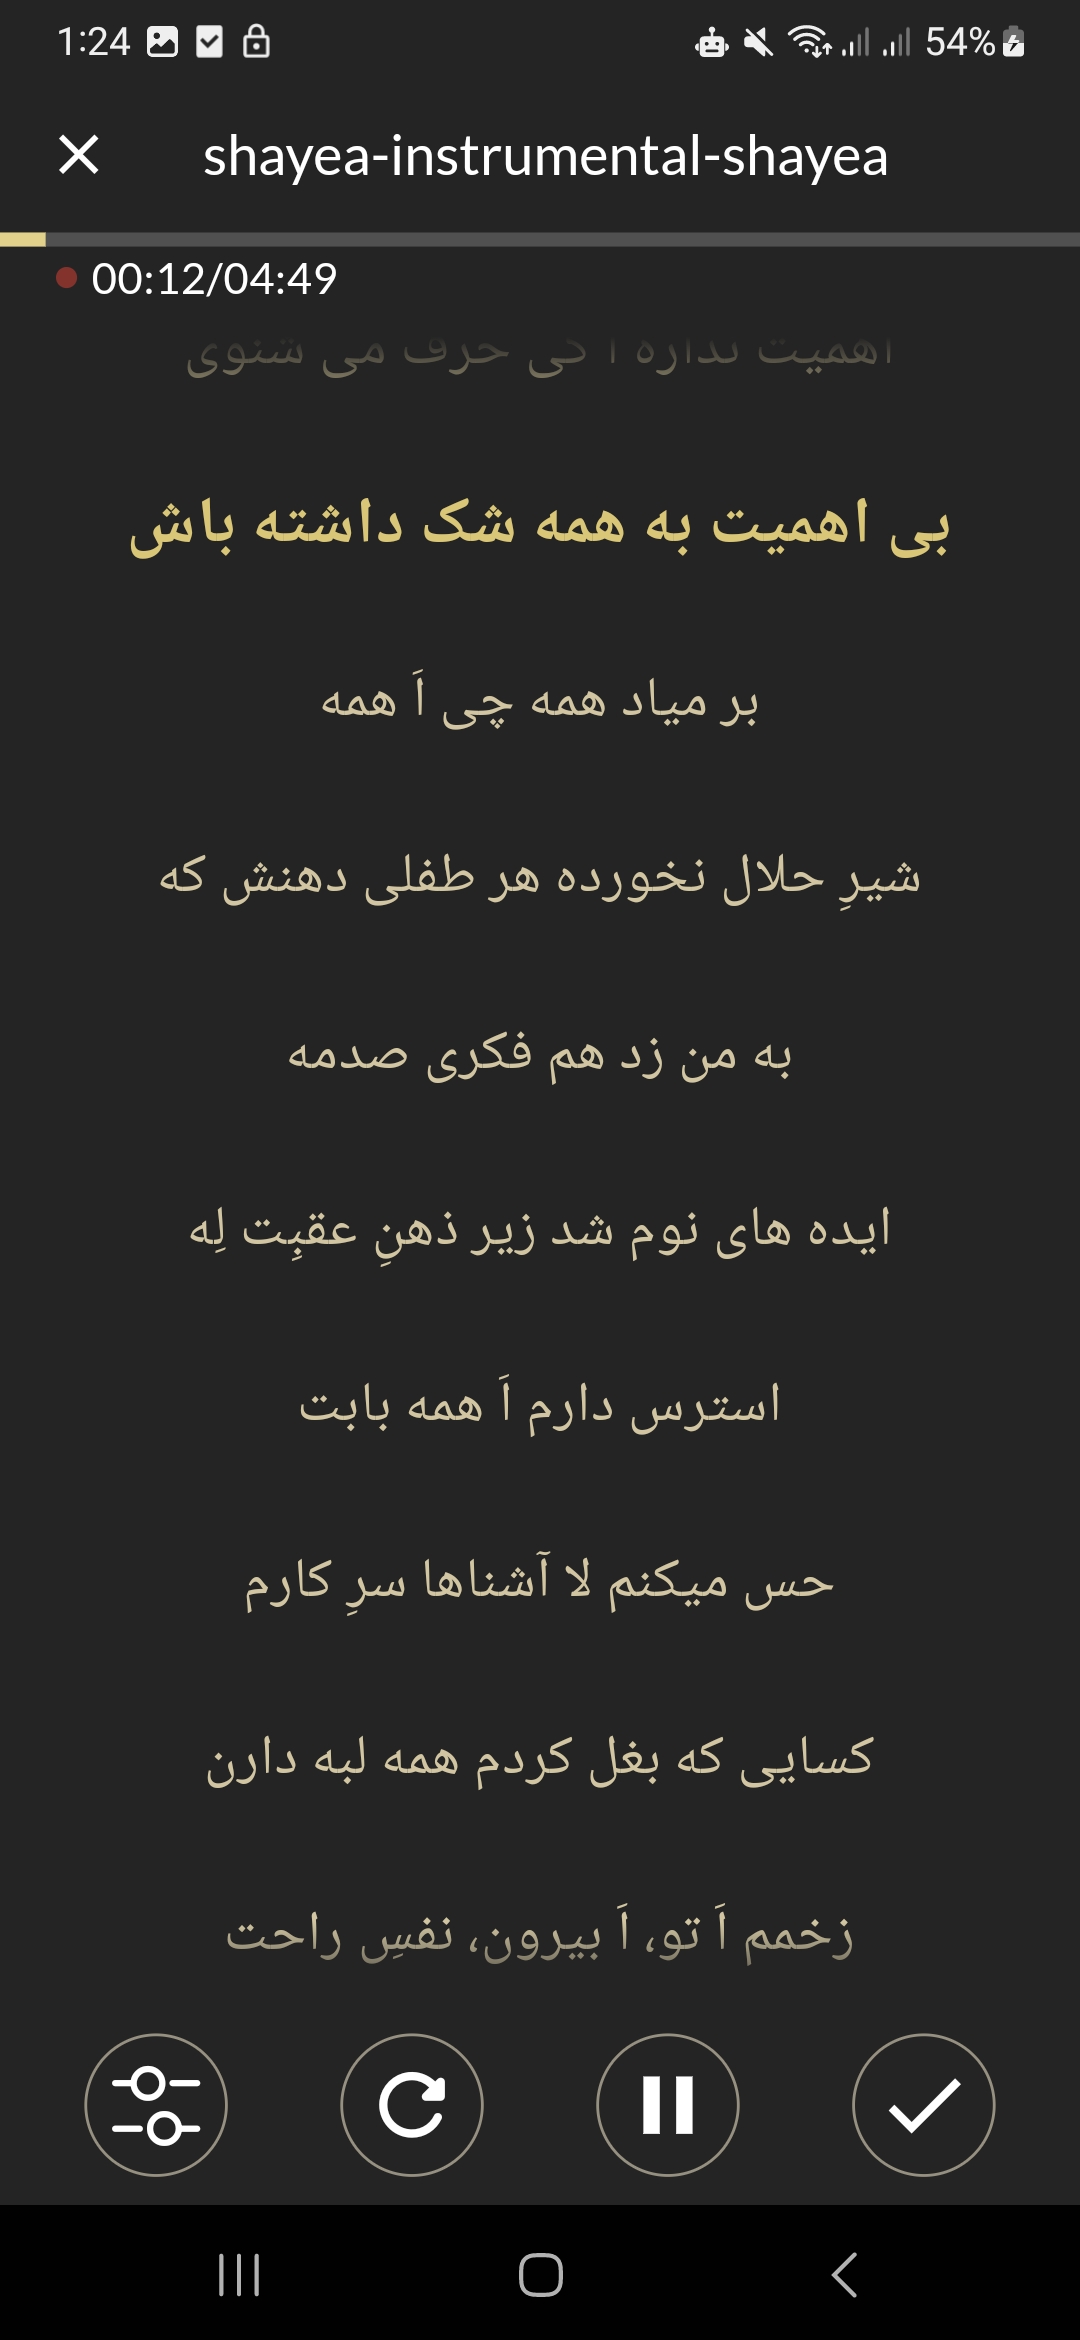 1:24
54%
shayea-instrumental-shayea
00:12/04:49
اهمیت نداره اَ کی حرف می شنوی
بی اهمیت به همه شک داشته باش
بر میاد همه چی اَ همه
شیرِ حلال نخورده هر طفلی دهنش که
به من زد هم فکری صدمه
ایده های نوم شد زیر ذهنِ عقبِت لِه
استرس دارم اَ همه بابت
حس میکنم لا آشناها سرِ کارم
کسایی که بغل کردم همه لبه دارن
زخمم اَ تو، اَ بیرون، نفسِ راحت